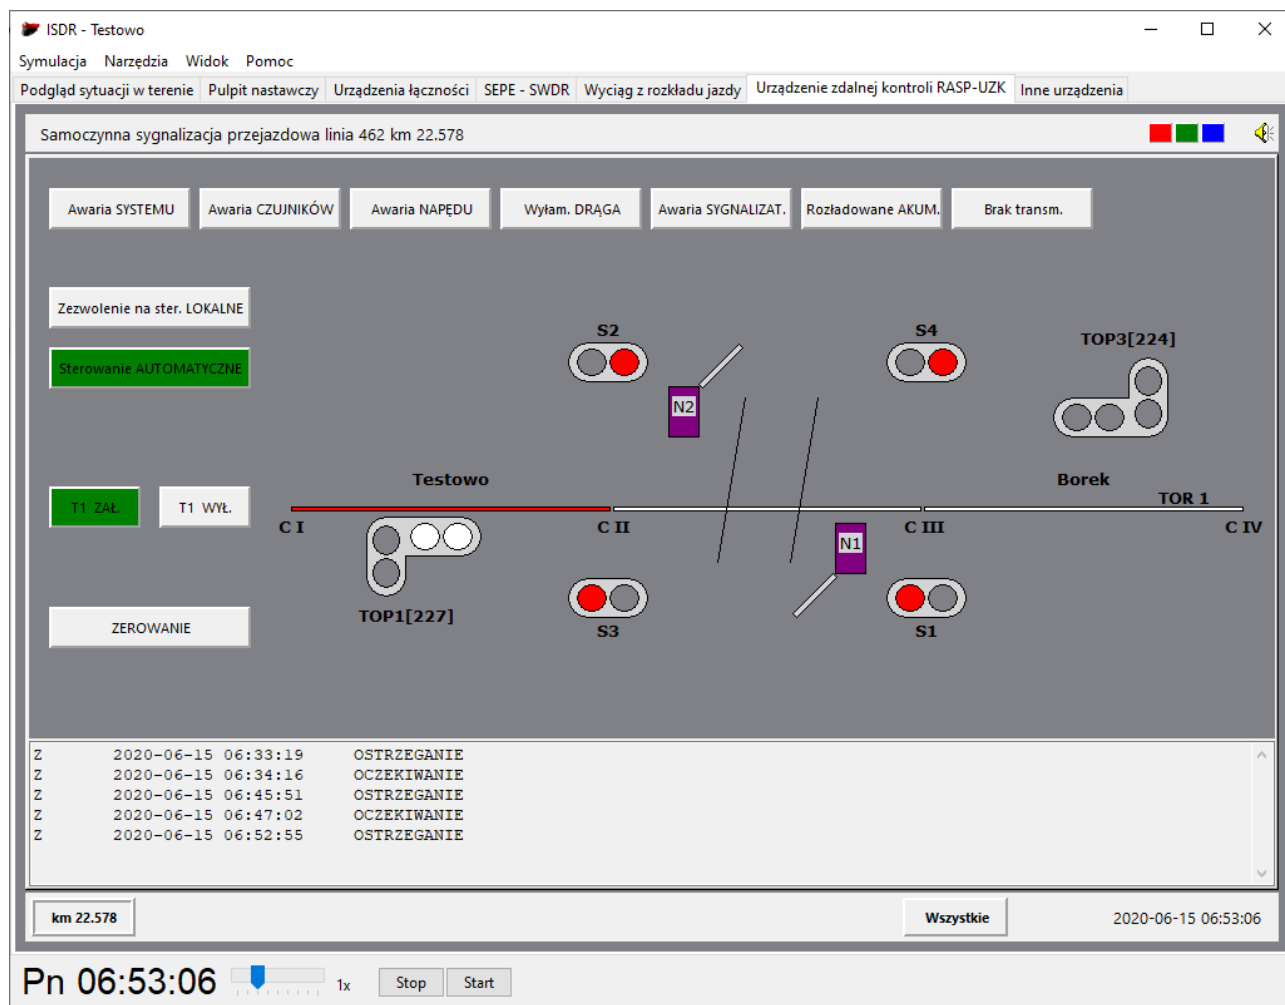 ISDR - Testowo
Symulacja Narzędzia Widok Pomoc
Podgląd sytuacji w terenie Pulpit nastawczy Urządzenia łączności SEPE - SWDR Wyciąg z rozkładu jazdy Urządzenie zdalnej kontroli RASP-UZK Inne urządzenia
Samoczynna sygnalizacja przejazdowa linia 462 km 22.578
Awaria SYSTEMU Awaria CZUJNIKÓW Awaria NAPĘDU Wyłam. DRĄGA Awaria SYGNALIZAT. Rozładowane AKUM. Brak transm.
Zezwolenie na ster. LOKALNE
S2 S4 TOP3[224]
Sterowanie AUTOMATYCZNE
N2
Testowo Borek
T1 ZAŁ. T1 WYŁ. TOR 1
C I C II C III C IV
N1
TOP1[227]
ZEROWANIE S3 S1
Z 2020-06-15 06:33:19 OSTRZEGANIE
Z 2020-06-15 06:34:16 OCZEKIWANIE
Z 2020-06-15 06:45:51 OSTRZEGANIE
Z 2020-06-15 06:47:02 OCZEKIWANIE
Z 2020-06-15 06:52:55 OSTRZEGANIE
km 22.578 Wszystkie 2020-06-15 06:53:06
Pn 06:53:06 1x Stop Start